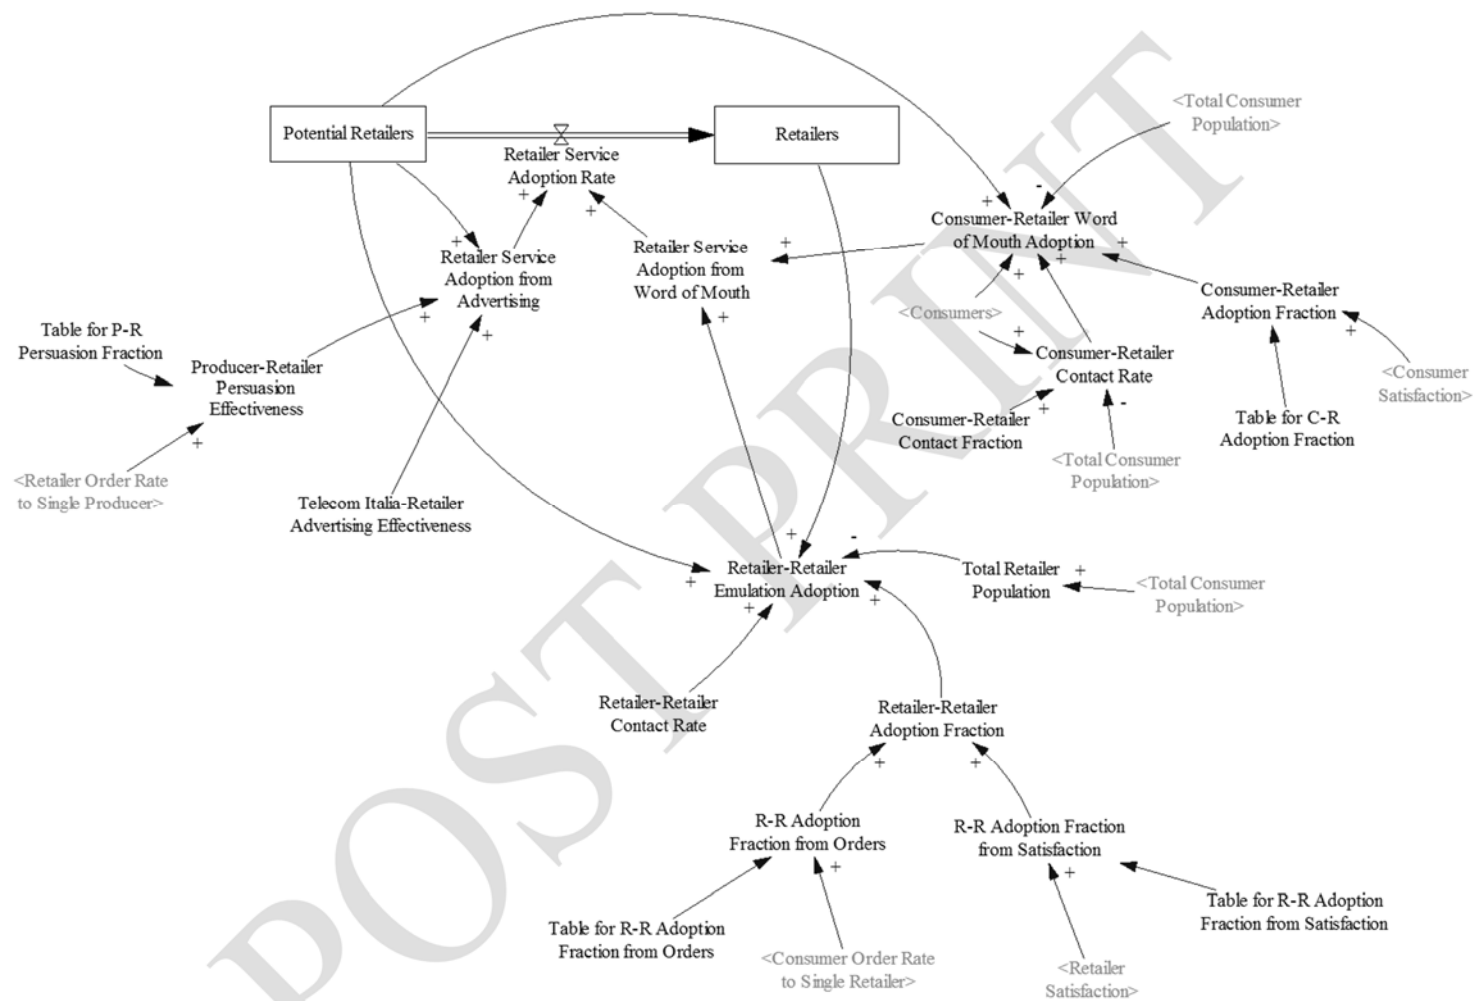 <Total Consumer
Population>
Potential Retailers
Retailers
Retailer Service
Adoption Rate
+
+
-
+
Consumer-Retailer Word
of Mouth Adoption
+
+
+
+
Retailer Service
Adoption from
Advertising
+
+
+
Retailer Service
Adoption from
Word of Mouth
+
<Consumers>
+
Consumer-Retailer
Adoption Fraction
+
Table for P-R
Persuasion Fraction
Producer-Retailer
Persuasion
Effectiveness
+
Consumer-Retailer
Contact Rate
+
-
<Consumer
Satisfaction>
Consumer-Retailer
Contact Fraction
Table for C-R
Adoption Fraction
<Total Consumer
Population>
<Retailer Order Rate
to Single Producer>
Telecom Italia-Retailer
Advertising Effectiveness
+
-
Retailer-Retailer
Emulation Adoption
+
+
+
Total Retailer
Population
+
<Total Consumer
Population>
Retailer-Retailer
Contact Rate
Retailer-Retailer
Adoption Fraction
+
+
R-R Adoption
Fraction from Orders
+
R-R Adoption Fraction
from Satisfaction
+
Table for R-R Adoption
Fraction from Orders
<Consumer Order Rate
to Single Retailer>
<Retailer
Satisfaction>
Table for R-R Adoption
Fraction from Satisfaction
POST PRINT